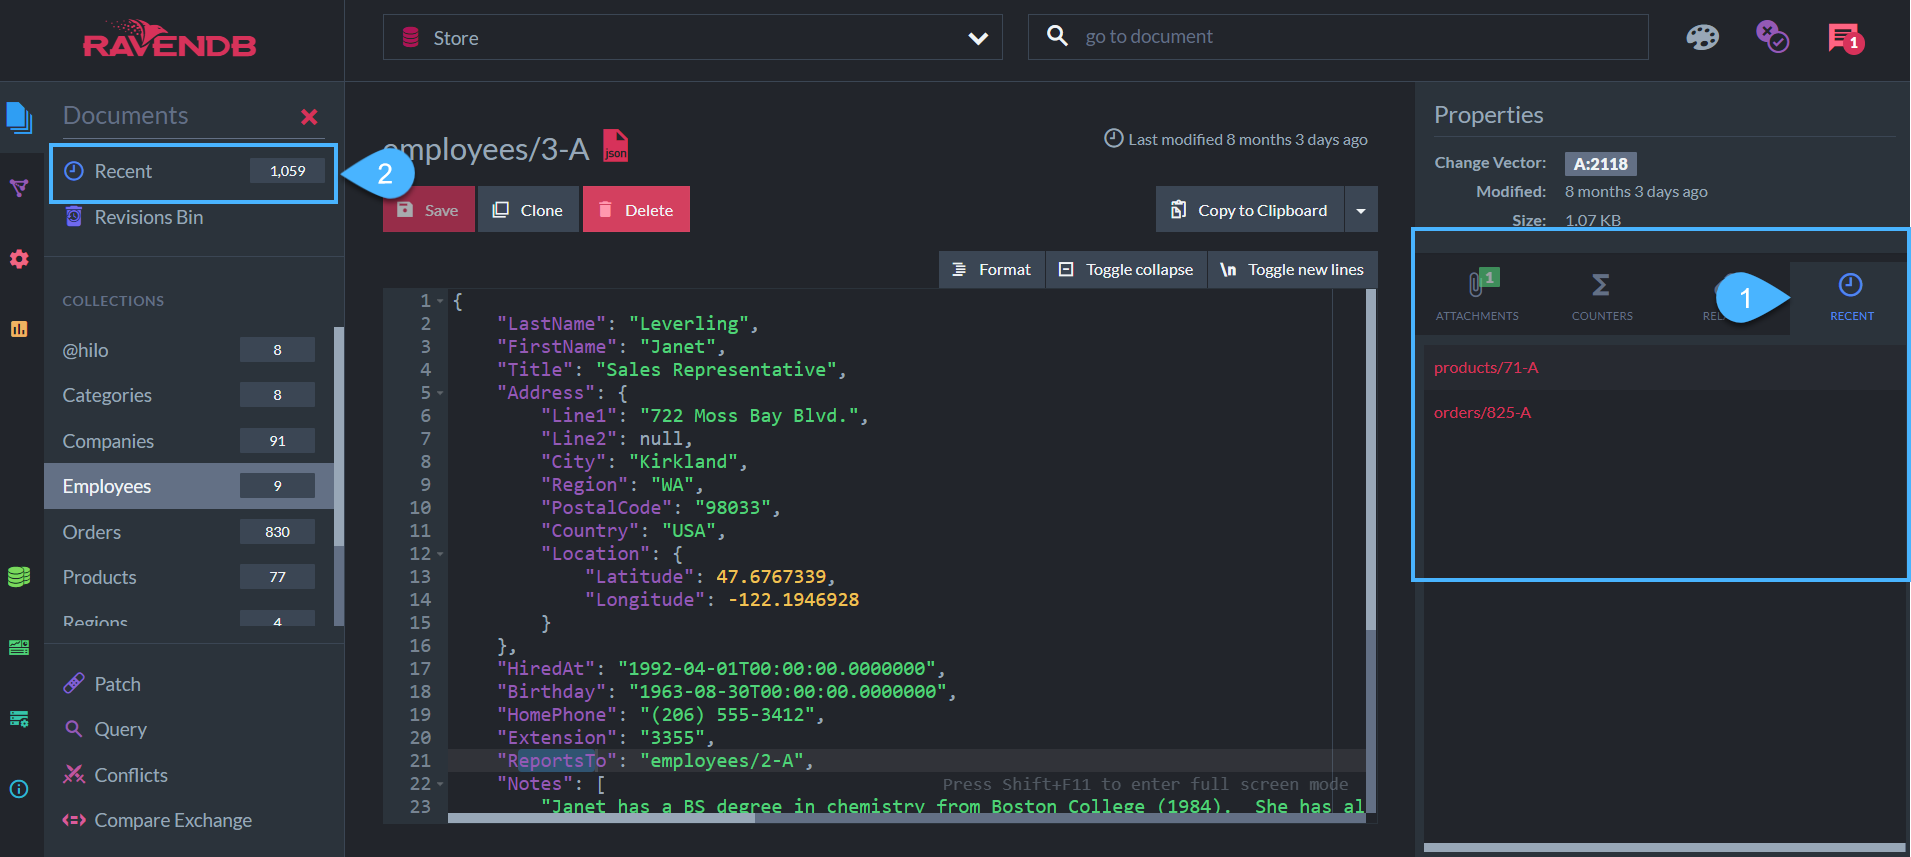 RAVENDB
Store
go to document
1
Documents
Recent 1,059
Revisions Bin
COLLECTIONS
@hilo 8
Categories 8
Companies 91
Employees 9
Orders 830
Products 77
Regions 4
Patch
Query
Conflicts
Compare Exchange
2
employees/3-A
json
Last modified 8 months 3 days ago
Save
Clone
Delete
Copy to Clipboard
Format
Toggle collapse
\n Toggle new lines
1 {
2 "LastName": "Leverling",
3 "FirstName": "Janet",
4 "Title": "Sales Representative",
5 "Address": {
6 "Line1": "722 Moss Bay Blvd.",
7 "Line2": null,
8 "City": "Kirkland",
9 "Region": "WA",
10 "PostalCode": "98033",
11 "Country": "USA",
12 "Location": {
13 "Latitude": 47.6767339,
14 "Longitude": -122.1946928
15 }
16 },
17 "HiredAt": "1992-04-01T00:00:00.0000000",
18 "Birthday": "1963-08-30T00:00:00.0000000",
19 "HomePhone": "(206) 555-3412",
20 "Extension": "3355",
21 "ReportsTo": "employees/2-A",
22 "Notes": [
Press Shift+F11 to enter full screen mode
23 "Janet has a BS degree in chemistry from Boston College (1984).  She has al
Properties
Change Vector: A:2118
Modified: 8 months 3 days ago
Size: 1.07 KB
1
ATTACHMENTS
COUNTERS
1
RECENT
products/71-A
orders/825-A